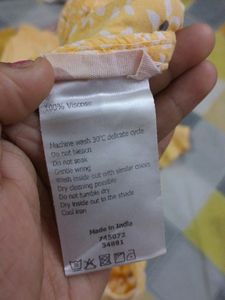 100% Viscose
Machine wash 30°C delicate cycle
Do not bleach
Do not soak
Gentle wring
Wash inside out with similar colors
Dry cleaning possible
Do not tumble dry
Dry inside out in the shade
Cool iron
Made in India
745073
34891